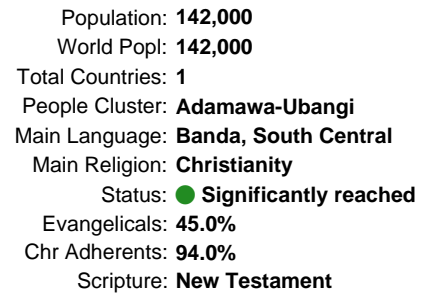 Population: 142,000
World Popl: 142,000
Total Countries: 1
People Cluster: Adamawa-Ubangi
Main Language: Banda, South Central
Main Religion: Christianity
Status: Significantly reached
Evangelicals: 45.0%
Chr Adherents: 94.0%
Scripture: New Testament